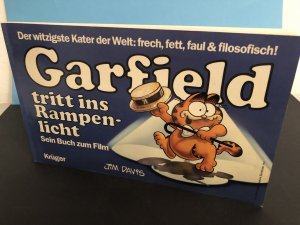 Der witzigste Kater der Welt: frech, fett, faul & filosofisch!
Garfield
tritt ins
Rampen-
licht
Sein Buch zum Film
Krüger
JIM DAVIS